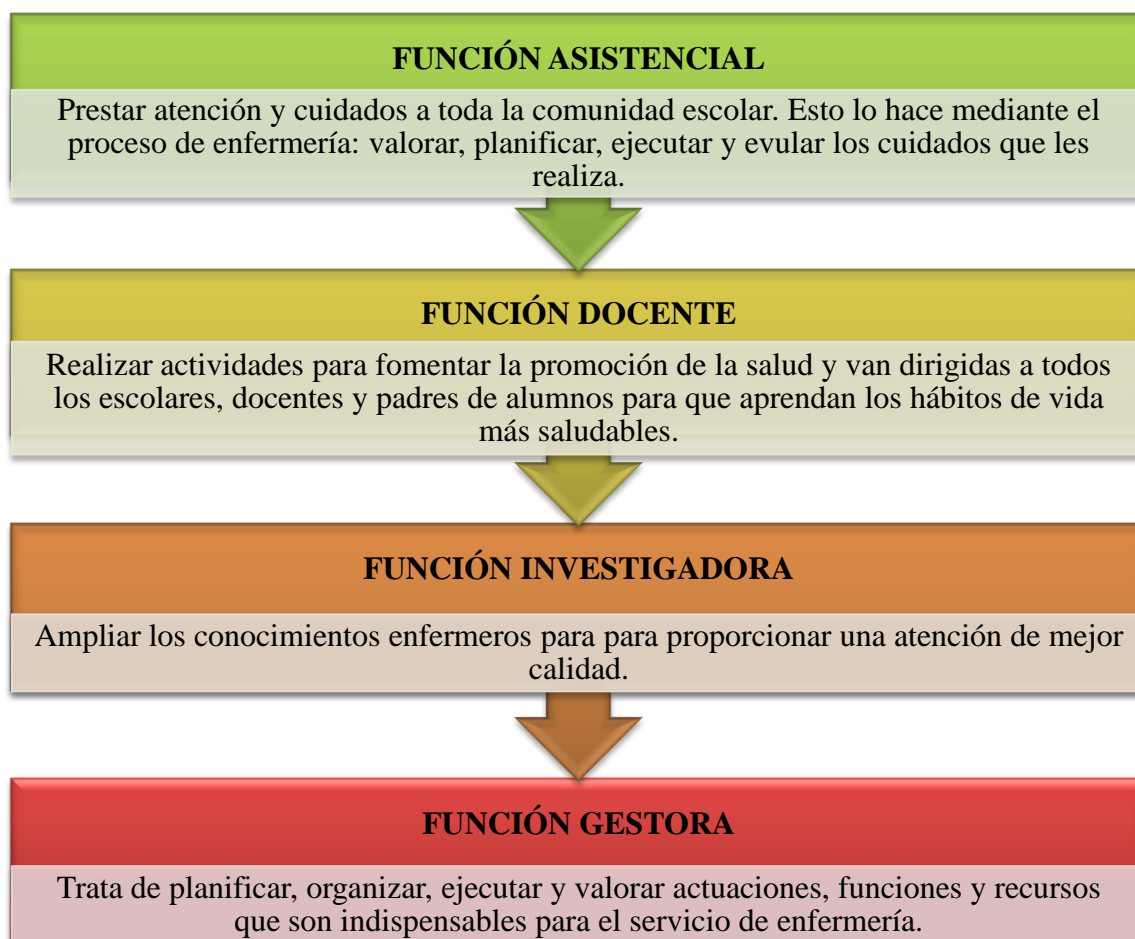 FUNCIÓN ASISTENCIAL
Prestar atención y cuidados a toda la comunidad escolar. Esto lo hace mediante el
proceso de enfermería: valorar, planificar, ejecutar y evular los cuidados que les
realiza.
FUNCIÓN DOCENTE
Realizar actividades para fomentar la promoción de la salud y van dirigidas a todos
los escolares, docentes y padres de alumnos para que aprendan los hábitos de vida
más saludables.
FUNCIÓN INVESTIGADORA
Ampliar los conocimientos enfermeros para para proporcionar una atención de mejor
calidad.
FUNCIÓN GESTORA
Trata de planificar, organizar, ejecutar y valorar actuaciones, funciones y recursos
que son indispensables para el servicio de enfermería.